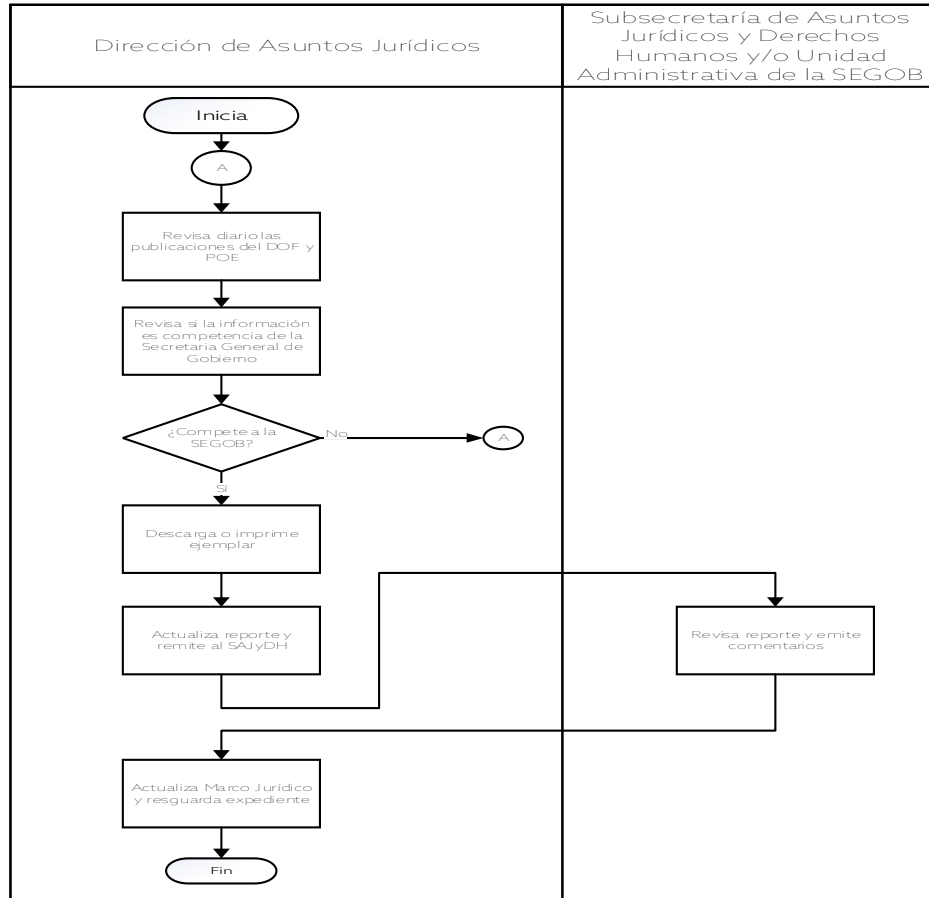 Dirección de Asuntos Jurídicos
Subsecretaría de Asuntos
Jurídicos y Derechos
Humanos y/o Unidad
Administrativa de la SEGOB
Inicia
A
Revisa diario las
publicaciones del DOF y
POE
Revisa si la información
es competencia de la
Secretaria General de
Gobierno
¿Compete a la
SEGOB?
No
A
Sí
Descarga o imprime
ejemplar
Actualiza reporte y
remite al SAJyDH
Revisa reporte y emite
comentarios
Actualiza Marco Jurídico
y resguarda expediente
Fin